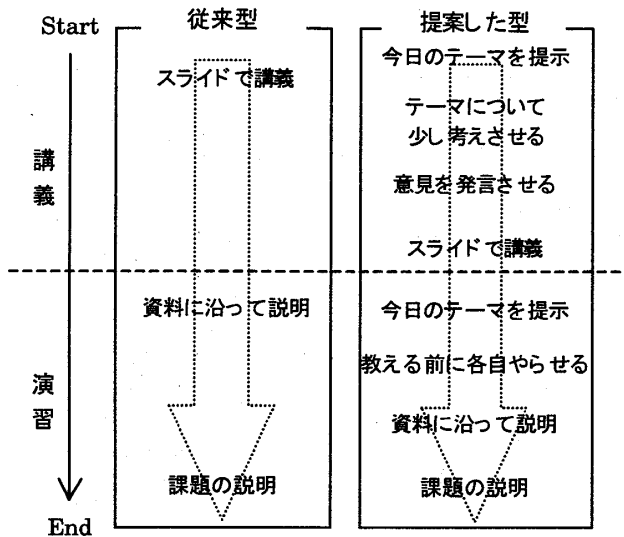 Start
従来型
提案した型
講義
演習
End
スライドで講義
資料に沿って説明
課題の説明
今日のテーマを提示
テーマについて
少し考えさせる
意見を発言させる
スライドで講義
今日のテーマを提示
教える前に各自やらせる
資料に沿って説明
課題の説明